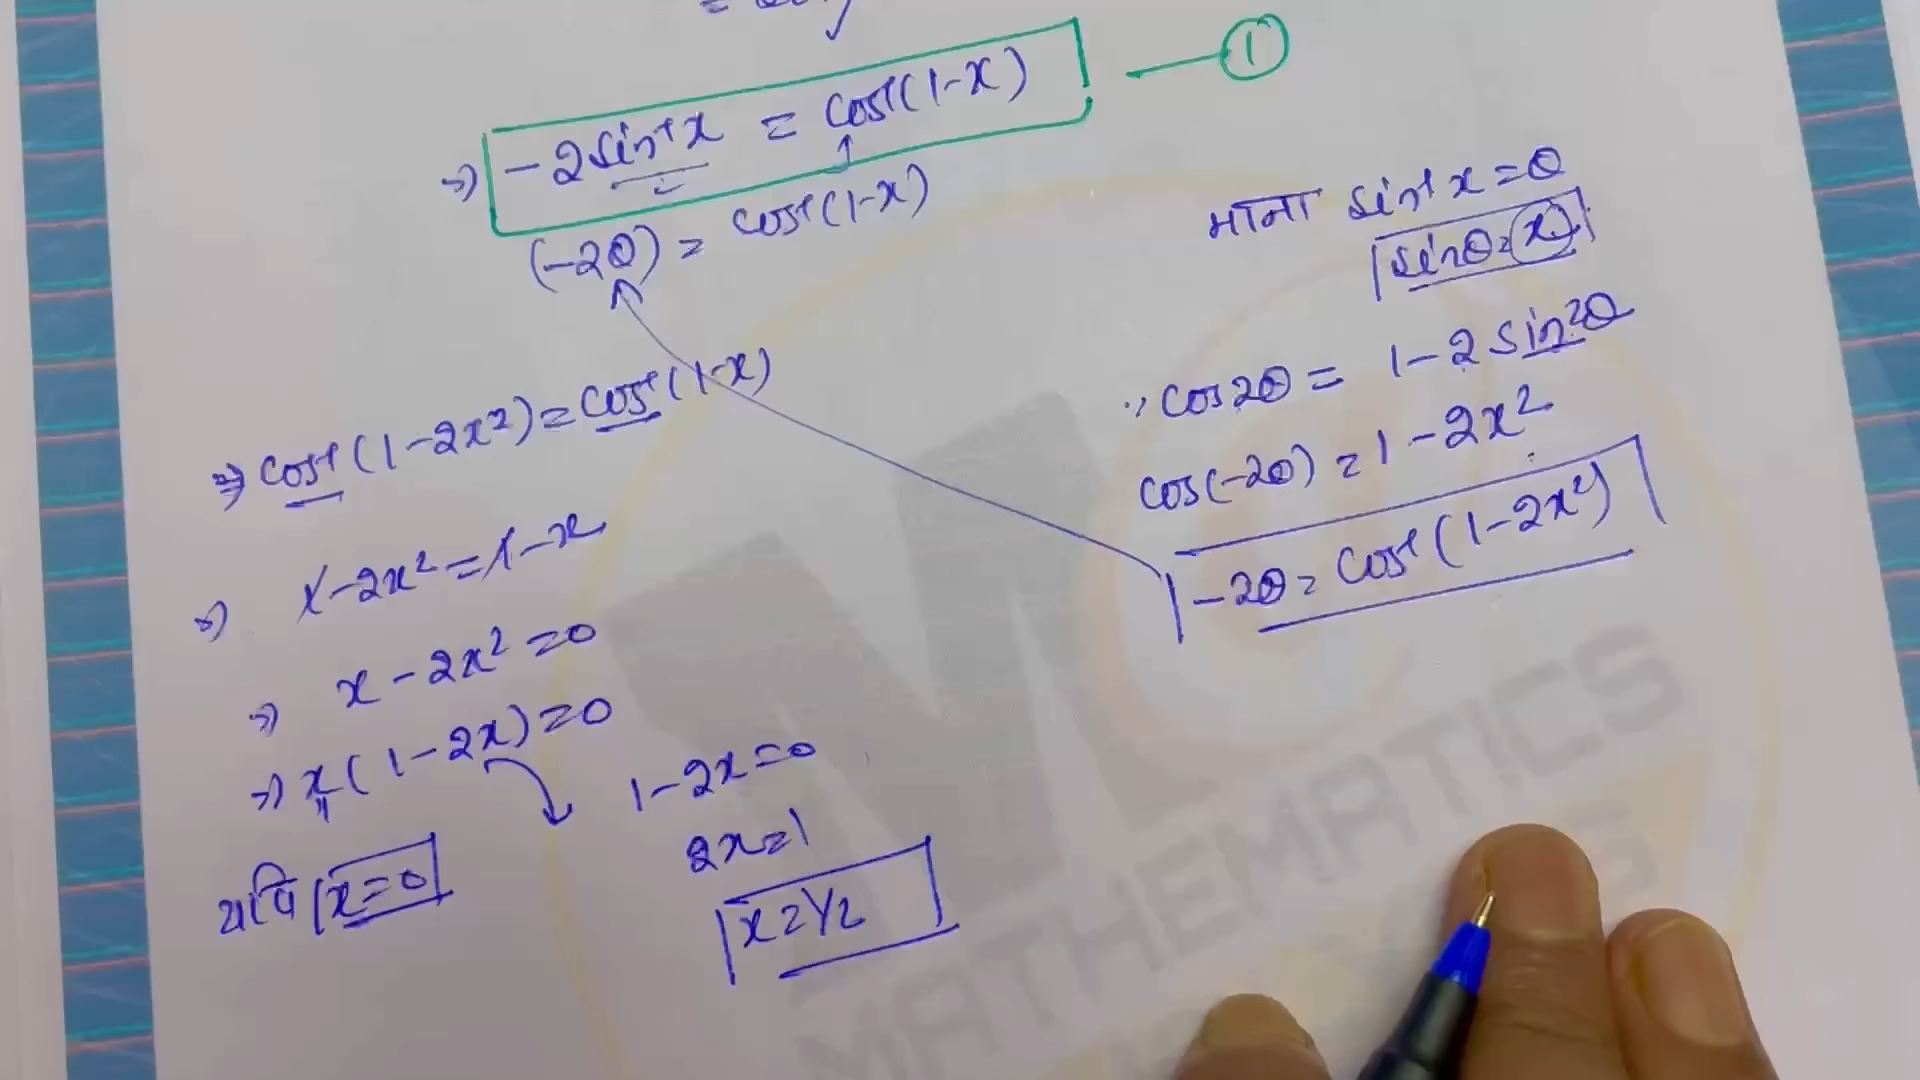 ⇒ -2sin⁻¹x = cos⁻¹(1-x) — ①
(-2θ) = cos⁻¹(1-x)
⇒ cos⁻¹(1-2x²) = cos⁻¹(1-x)
⇒ 1-2x² = 1-x
⇒ x-2x² = 0
⇒ x(1-2x) = 0
यदि x=0
1-2x=0
2x=1
x=1/2
माना sin⁻¹x = θ
sinθ = x
∵ cos2θ = 1-2sin²θ
cos(-2θ) = 1-2x²
-2θ = cos⁻¹(1-2x²)
MATHEMATICS